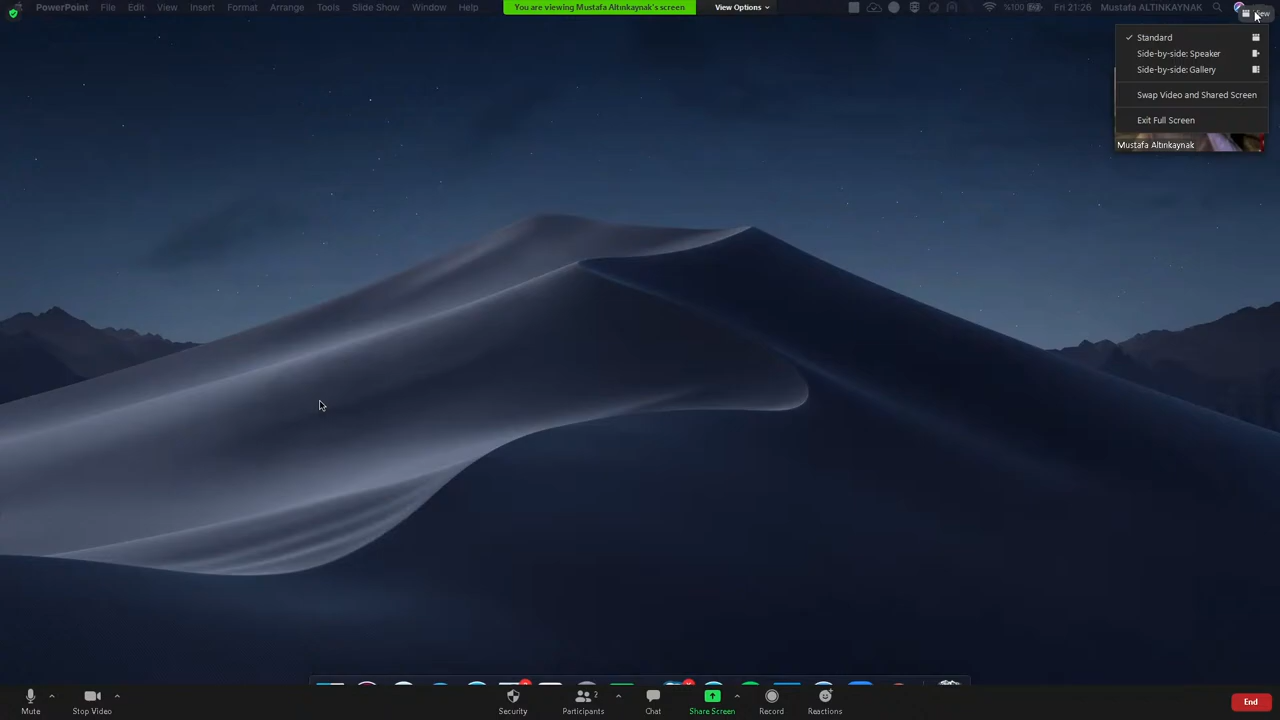 PowerPoint File Edit View Insert Format Arrange Tools Slide Show Window Help
You are viewing Mustafa Altınkaynak's screen
View Options
%100 Fri 21:26 Mustafa ALTINKAYNAK
Standard
Side-by-side: Speaker
Side-by-side: Gallery
Swap Video and Shared Screen
Exit Full Screen
Mustafa Altınkaynak
Mute
Stop Video
Security
Participants 2
Chat
Share Screen
Record
Reactions
End